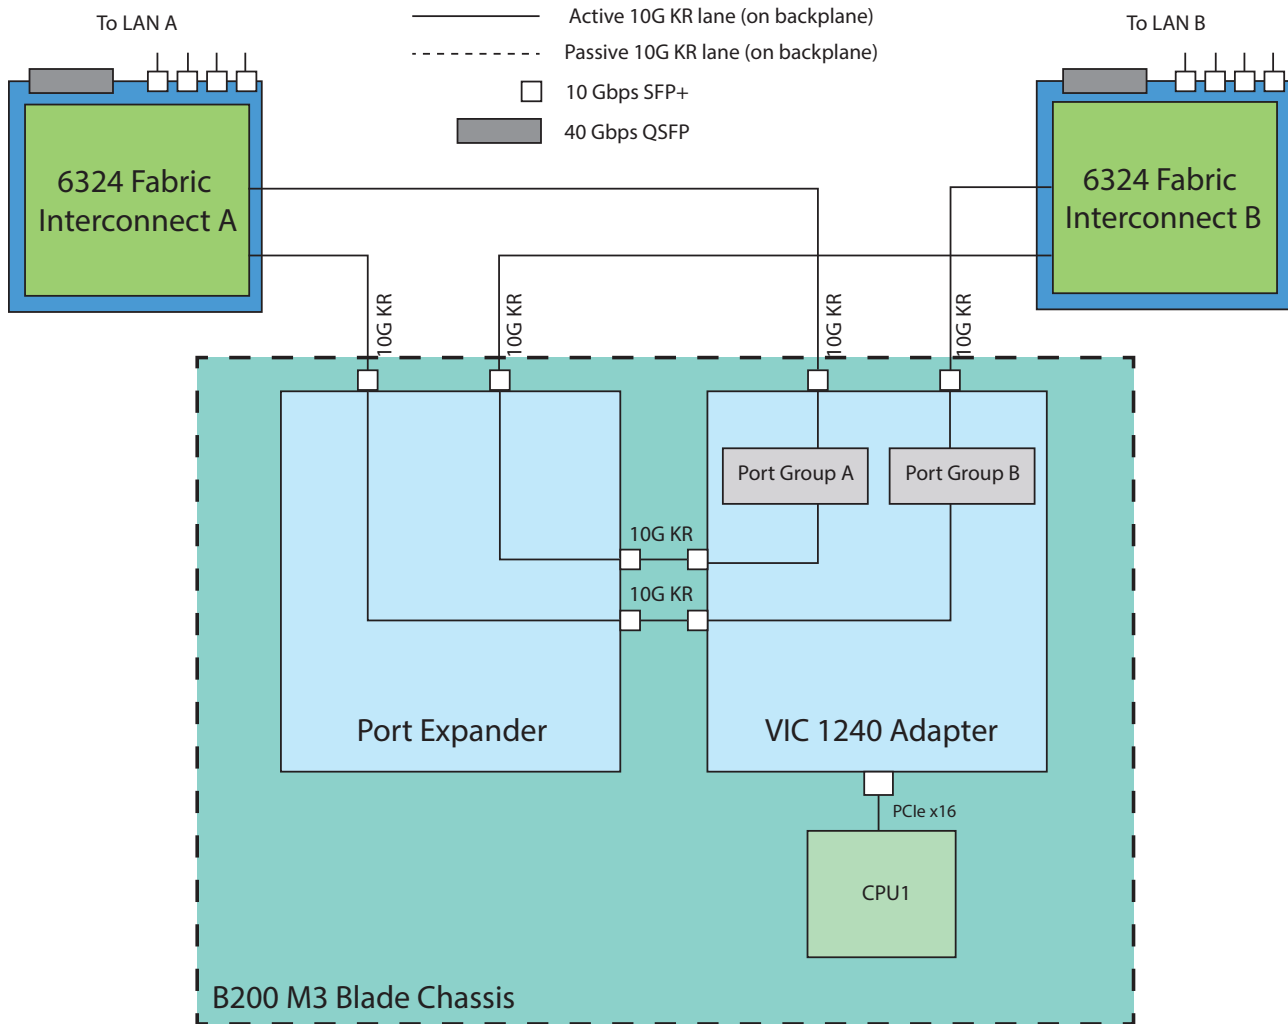 To LAN A
Active 10G KR lane (on backplane)
To LAN B
Passive 10G KR lane (on backplane)
10 Gbps SFP+
40 Gbps QSFP
6324 Fabric
Interconnect A
6324 Fabric
Interconnect B
10G KR
10G KR
10G KR
10G KR
Port Group A
Port Group B
10G KR
10G KR
Port Expander
VIC 1240 Adapter
PCIe x16
CPU1
B200 M3 Blade Chassis